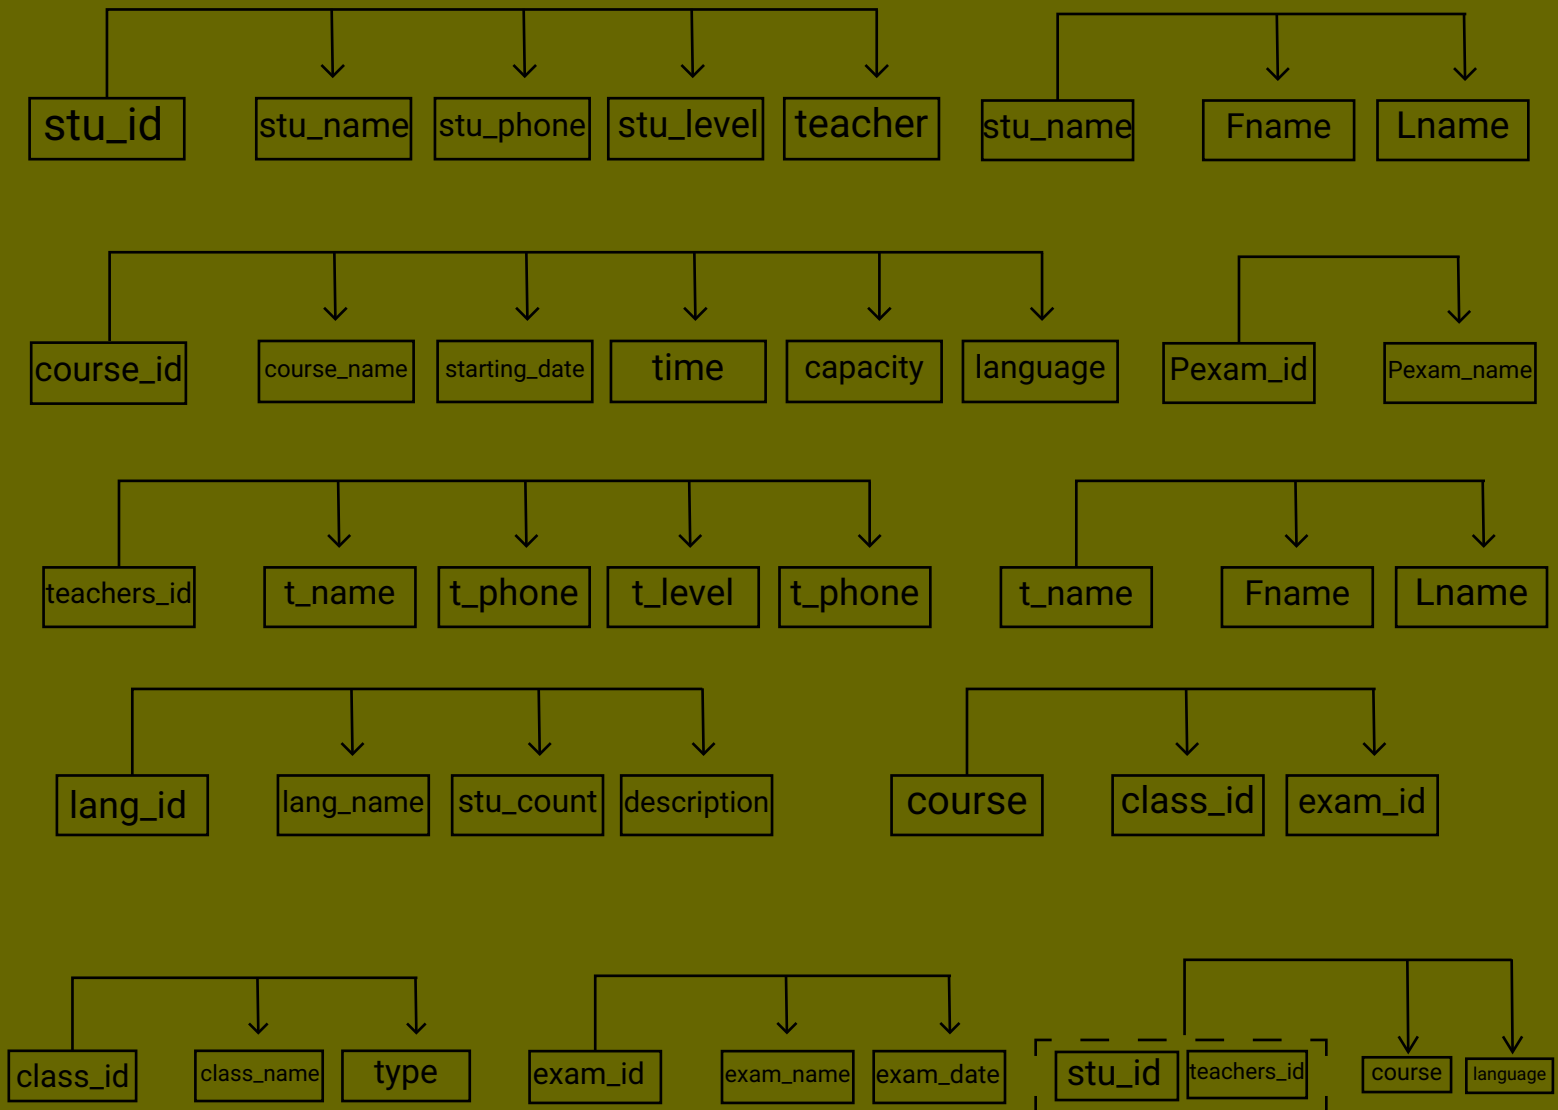 stu_id stu_name stu_phone stu_level teacher stu_name Fname Lname
course_id course_name starting_date time capacity language Pexam_id Pexam_name
teachers_id t_name t_phone t_level t_phone t_name Fname Lname
lang_id lang_name stu_count description course class_id exam_id
class_id class_name type exam_id exam_name exam_date stu_id teachers_id course language